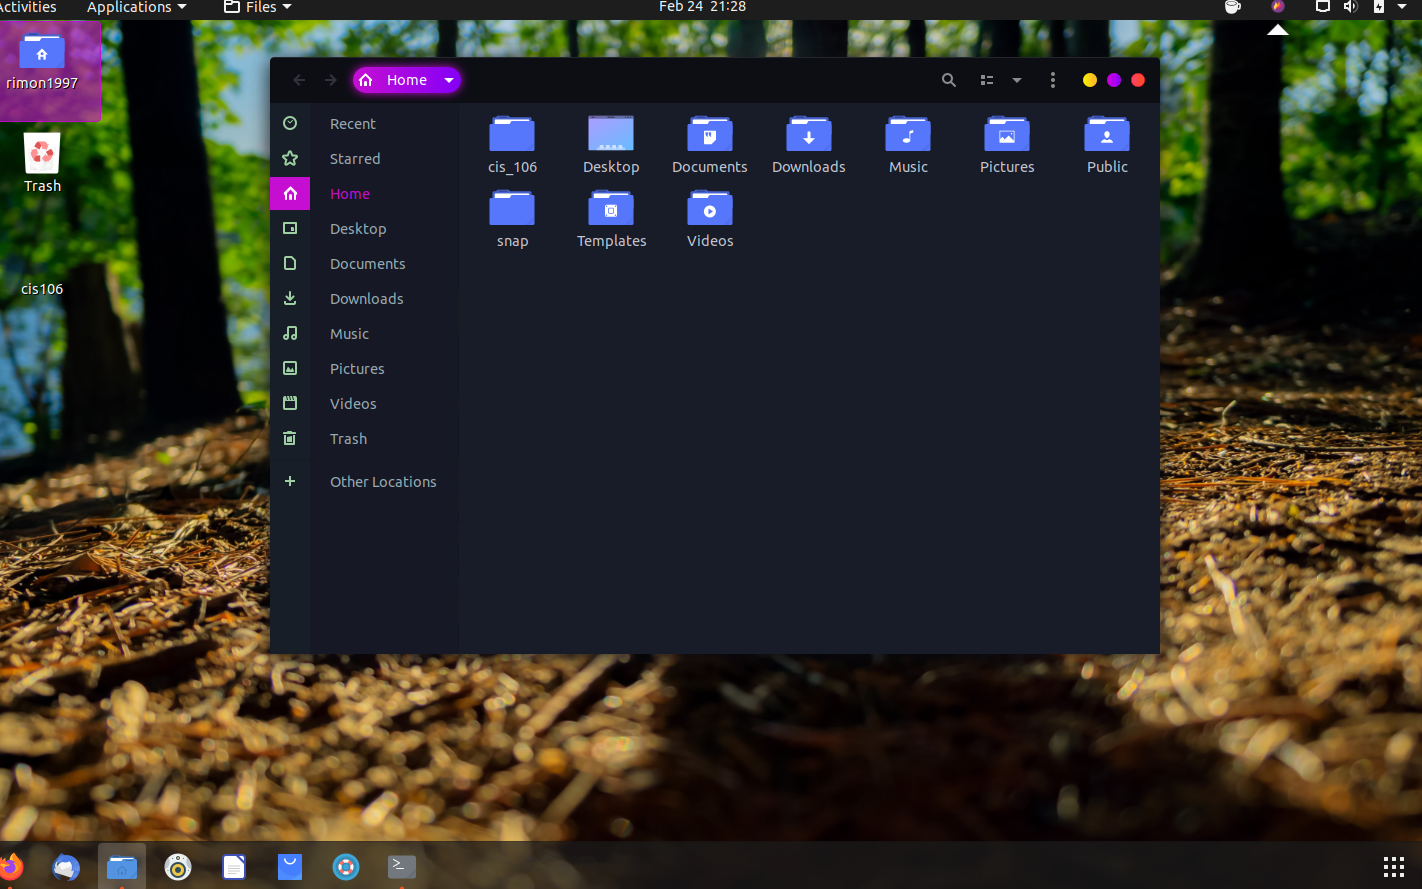 ctivities Applications Files Feb 24 21:28
rimon1997
Trash
cis106
Home
Recent
Starred
Home
Desktop
Documents
Downloads
Music
Pictures
Videos
Trash
Other Locations
cis_106 Desktop Documents Downloads Music Pictures Public
snap Templates Videos